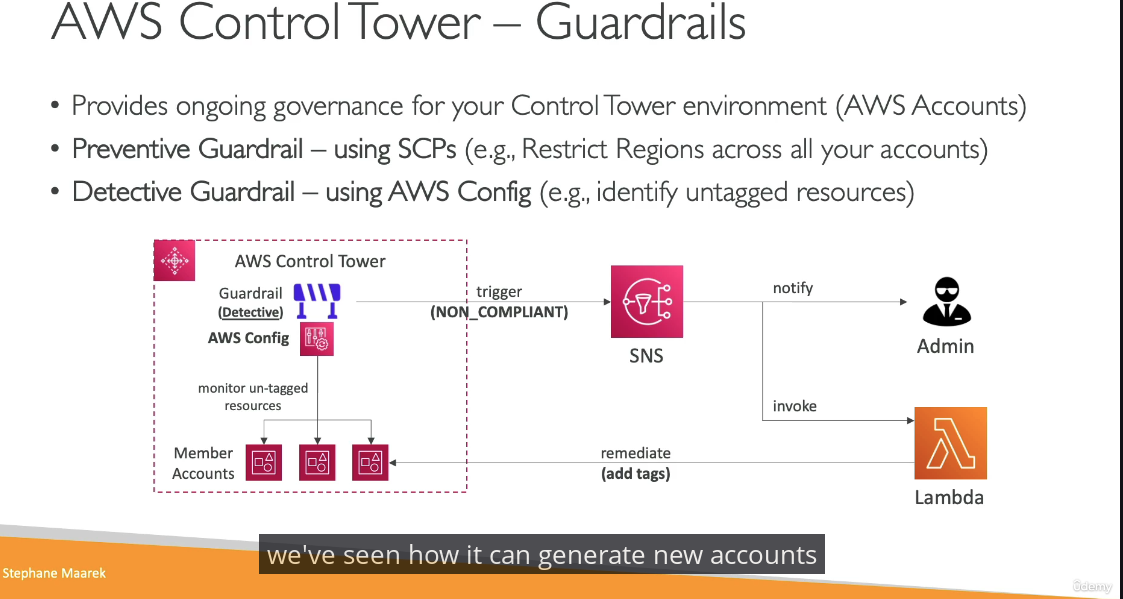 AWS Control Tower – Guardrails
• Provides ongoing governance for your Control Tower environment (AWS Accounts)
• Preventive Guardrail – using SCPs (e.g., Restrict Regions across all your accounts)
• Detective Guardrail – using AWS Config (e.g., identify untagged resources)
AWS Control Tower
Guardrail
(Detective)
AWS Config
monitor un-tagged
resources
Member
Accounts
trigger
(NON_COMPLIANT)
SNS
notify
Admin
invoke
Lambda
remediate
(add tags)
we've seen how it can generate new accounts
Stephane Maarek
ûdemy